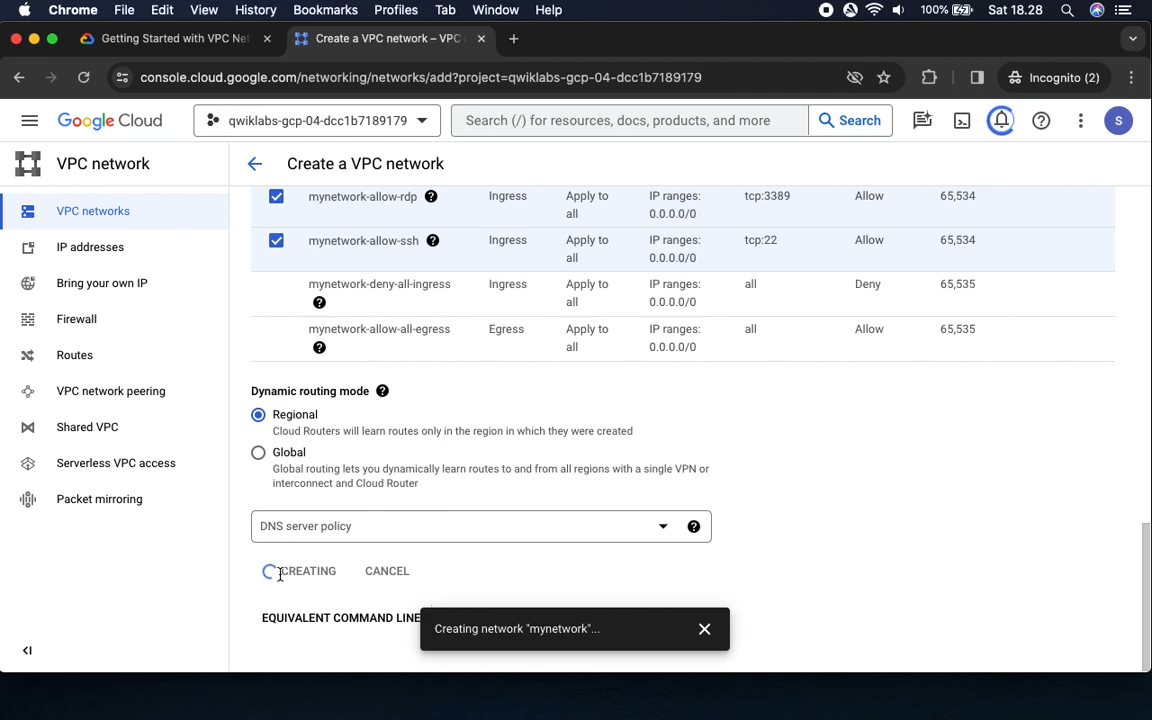 Chrome File Edit View History Bookmarks Profiles Tab Window Help 100% Sat 18.28
Getting Started with VPC Net
Create a VPC network – VPC
console.cloud.google.com/networking/networks/add?project=qwiklabs-gcp-04-dcc1b7189179
Incognito (2)
Google Cloud
qwiklabs-gcp-04-dcc1b7189179
Search (/) for resources, docs, products, and more
Search
S
VPC network
Create a VPC network
VPC networks
IP addresses
Bring your own IP
Firewall
Routes
VPC network peering
Shared VPC
Serverless VPC access
Packet mirroring
mynetwork-allow-rdp Ingress Apply to all IP ranges: 0.0.0.0/0 tcp:3389 Allow 65,534
mynetwork-allow-ssh Ingress Apply to all IP ranges: 0.0.0.0/0 tcp:22 Allow 65,534
mynetwork-deny-all-ingress Ingress Apply to all IP ranges: 0.0.0.0/0 all Deny 65,535
mynetwork-allow-all-egress Egress Apply to all IP ranges: 0.0.0.0/0 all Allow 65,535
Dynamic routing mode
Regional
Cloud Routers will learn routes only in the region in which they were created
Global
Global routing lets you dynamically learn routes to and from all regions with a single VPN or
interconnect and Cloud Router
DNS server policy
CREATING CANCEL
EQUIVALENT COMMAND LINE
Creating network "mynetwork"...